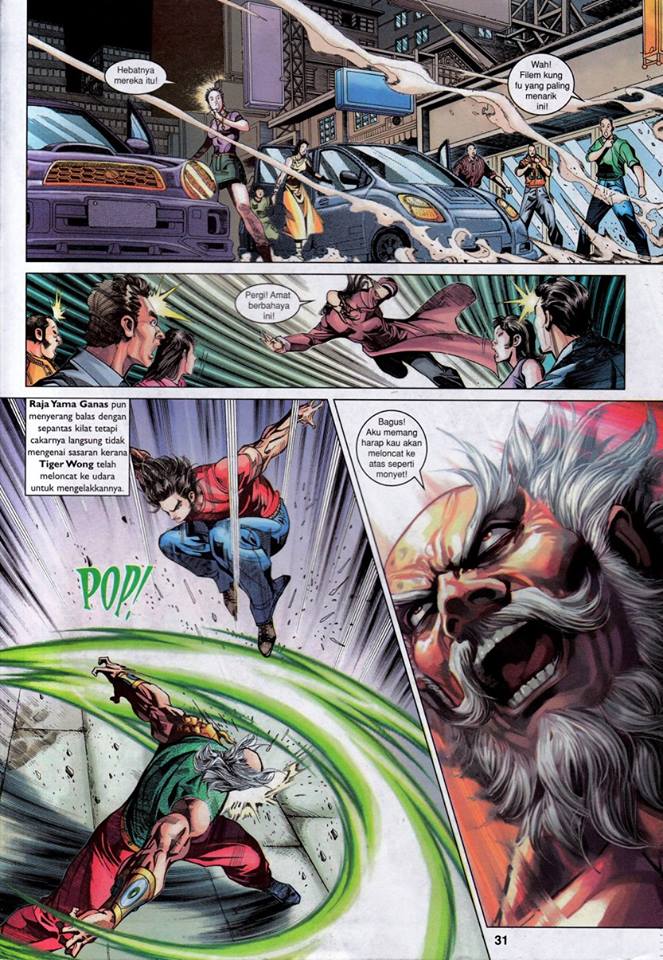 Hebatnya
mereka itu!
Wah!
Filem kung
fu yang paling
menarik
ini!
Pergi! Amat
berbahaya
ini!
Raja Yama Ganas pun
menyerang balas dengan
sepantas kilat tetapi
cakarnya langsung tidak
mengenai sasaran kerana
Tiger Wong telah
meloncat ke udara
untuk mengelakkannya.
Bagus!
Aku memang
harap kau akan
meloncat ke
atas seperti
monyet!
POP!
31